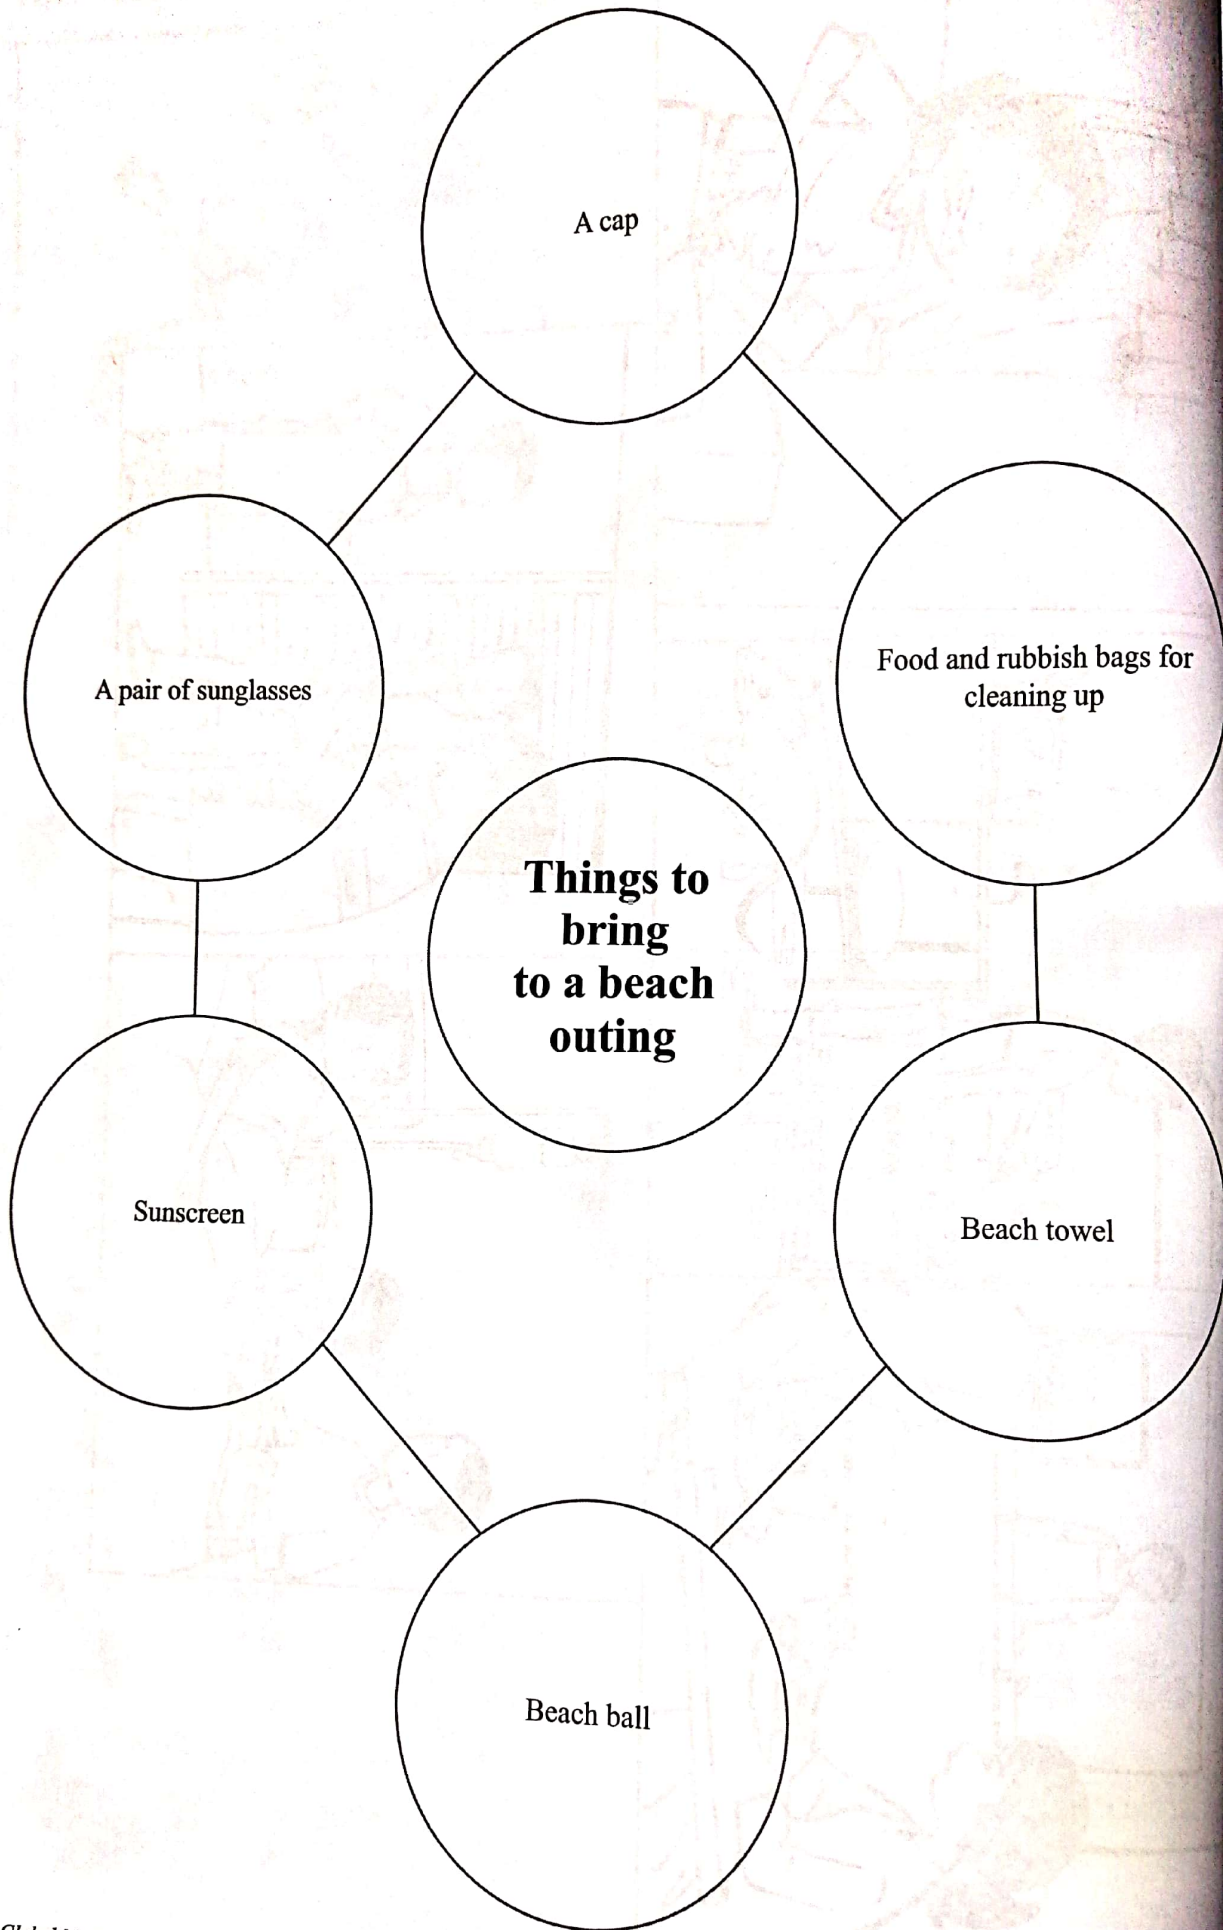 A cap
A pair of sunglasses
Food and rubbish bags for
cleaning up
Things to
bring
to a beach
outing
Sunscreen
Beach towel
Beach ball